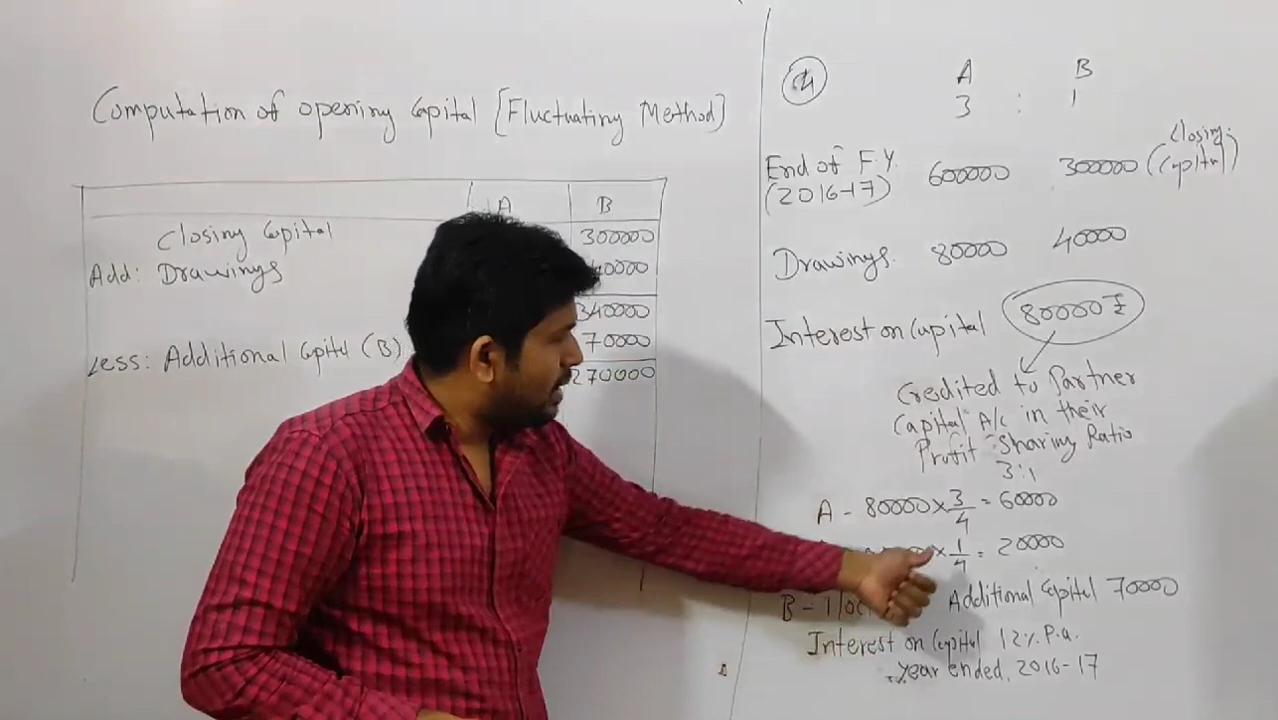 Computation of opening Capital [Fluctuating Method]
A B
Closing Capital 300000
Add: Drawings 40000
340000
Less: Additional Capital (B) 70000
270000
A B
3 : 1
End of F.Y. (2016-17) 600000 300000 (Closing Capital)
Drawings. 80000 40000
Interest on Capital 80000 ₹
Credited to Partner
Capital A/c in their
Profit Sharing Ratio
3:1
A - 80000 × 3/4 = 60000
× 1/4 = 20000
B - Additional Capital 70000
Interest on Capital 12% P.a.
year ended, 2016-17